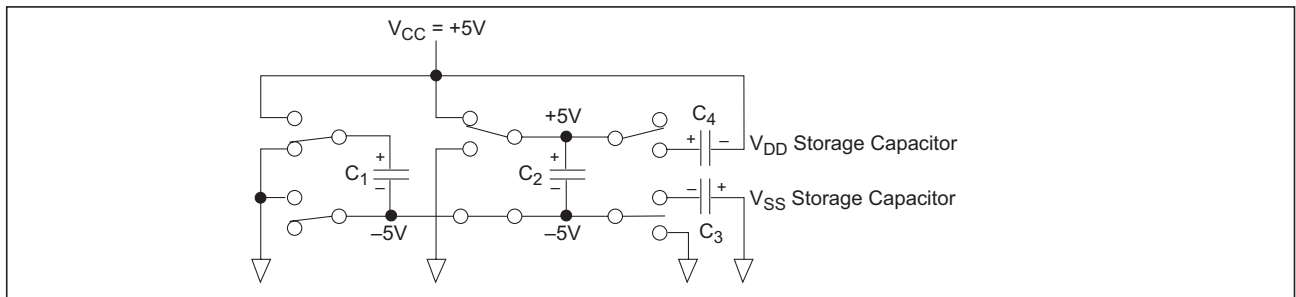 V_CC = +5V
+5V
C_4
+ –
V_DD Storage Capacitor
+
C_1
–
+
C_2
–
– +
V_SS Storage Capacitor
C_3
–5V
–5V